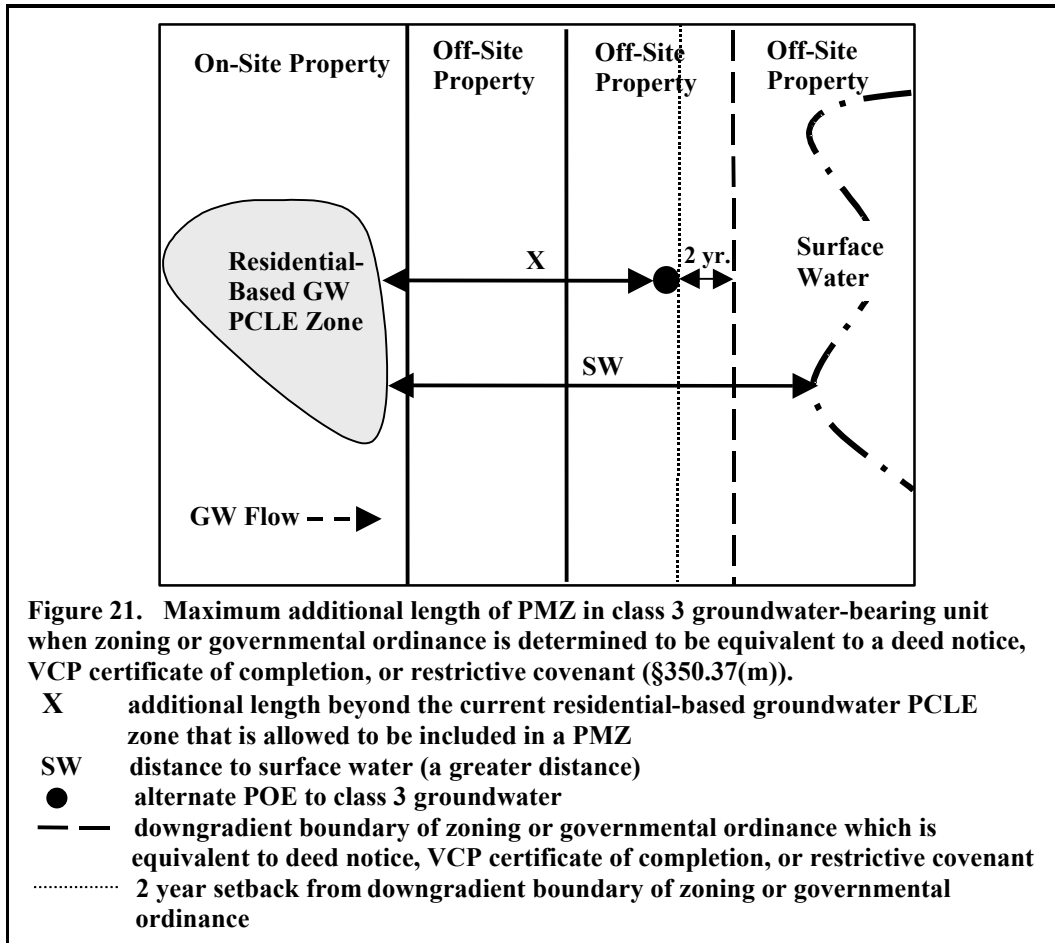 On-Site Property
Off-Site
Property
Off-Site
Property
Off-Site
Property
Residential-
Based GW
PCLE Zone
X
2 yr.
Surface
Water
SW
GW Flow
Figure 21. Maximum additional length of PMZ in class 3 groundwater-bearing unit
when zoning or governmental ordinance is determined to be equivalent to a deed notice,
VCP certificate of completion, or restrictive covenant (§350.37(m)).
X additional length beyond the current residential-based groundwater PCLE
zone that is allowed to be included in a PMZ
SW distance to surface water (a greater distance)
alternate POE to class 3 groundwater
downgradient boundary of zoning or governmental ordinance which is
equivalent to deed notice, VCP certificate of completion, or restrictive covenant
2 year setback from downgradient boundary of zoning or governmental
ordinance